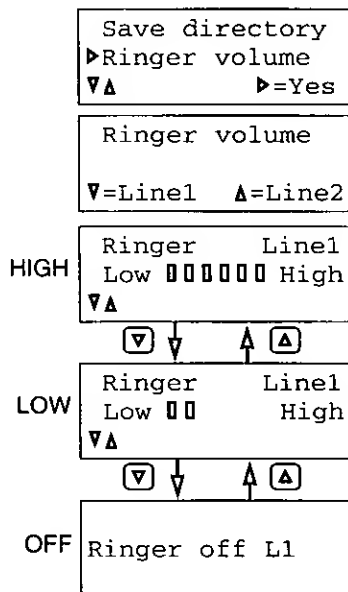 Save directory
▶Ringer volume
▼▲ ▶=Yes
Ringer volume
▼=Line1 ▲=Line2
HIGH
Ringer Line1
Low ▯▯▯▯▯▯ High
▼▲
▼ ▲
LOW
Ringer Line1
Low ▯▯ High
▼▲
▼ ▲
OFF
Ringer off L1